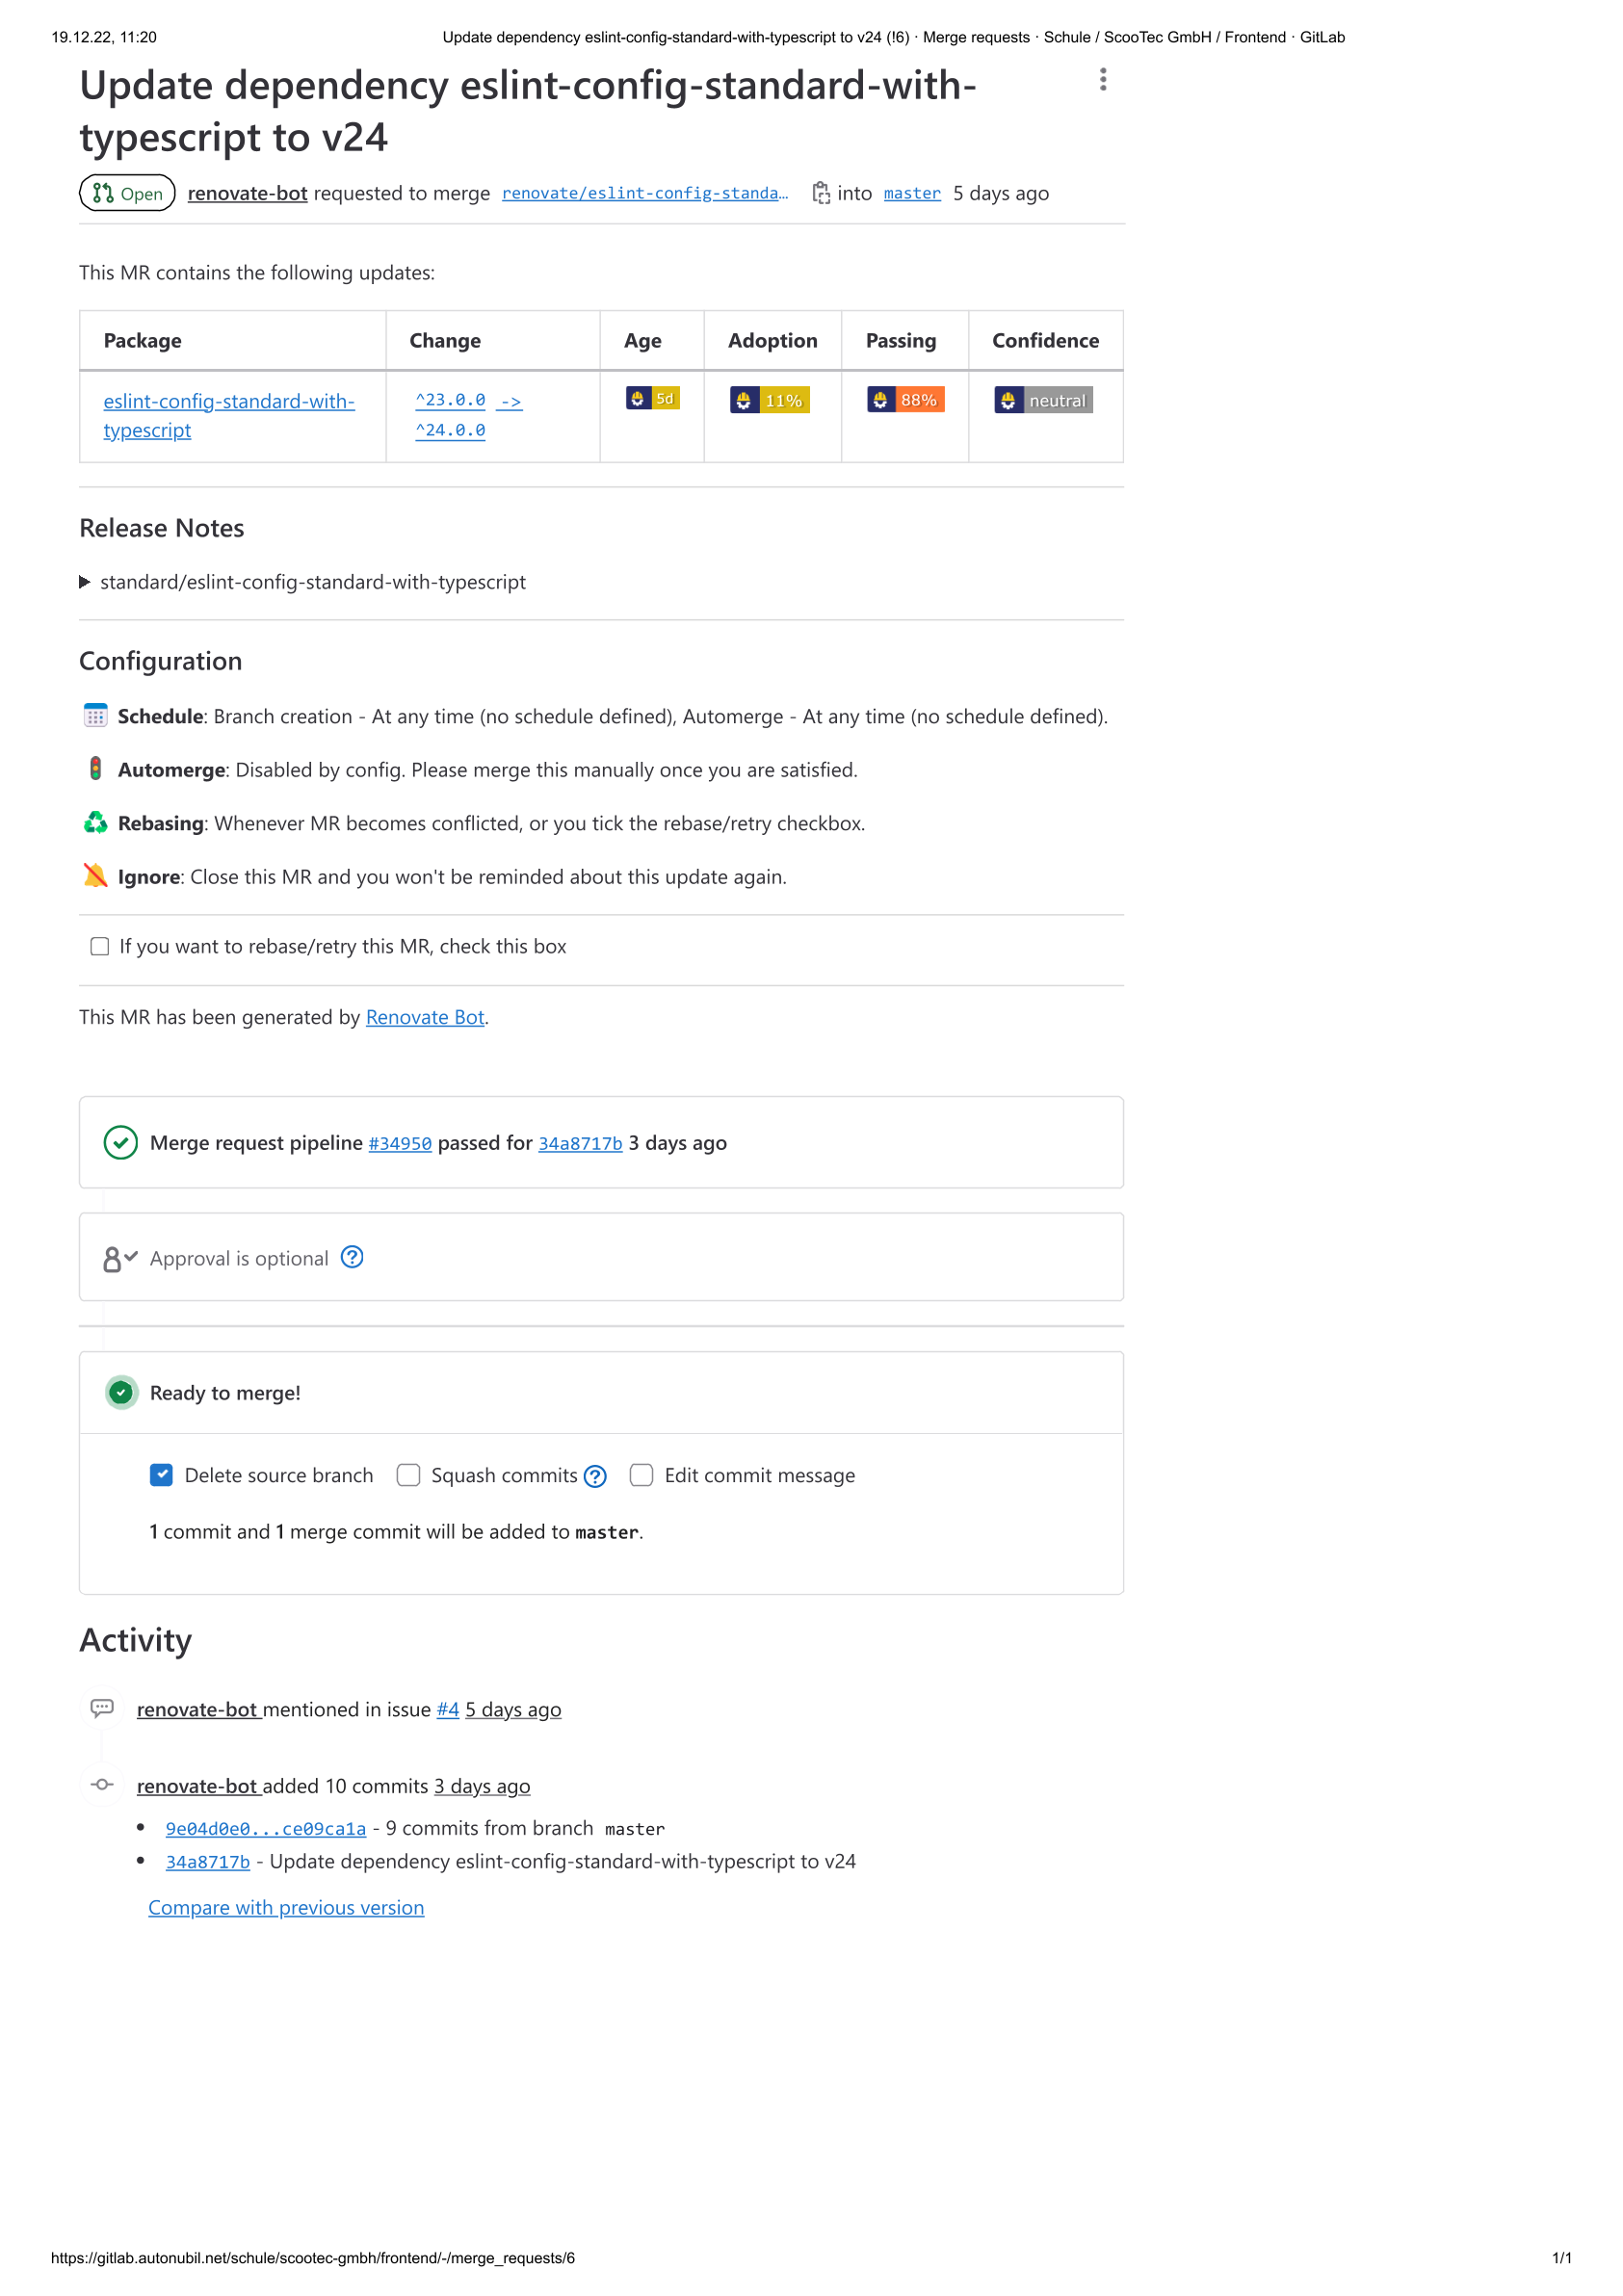 19.12.22, 11:20
Update dependency eslint-config-standard-with-typescript to v24 (!6) · Merge requests · Schule / ScooTec GmbH / Frontend · GitLab
Update dependency eslint-config-standard-with-
typescript to v24
Open renovate-bot requested to merge renovate/eslint-config-standa… into master 5 days ago
This MR contains the following updates:
Package Change Age Adoption Passing Confidence
eslint-config-standard-with- ^23.0.0 -> 5d 11% 88% neutral
typescript ^24.0.0
Release Notes
standard/eslint-config-standard-with-typescript
Configuration
Schedule: Branch creation - At any time (no schedule defined), Automerge - At any time (no schedule defined).
Automerge: Disabled by config. Please merge this manually once you are satisfied.
Rebasing: Whenever MR becomes conflicted, or you tick the rebase/retry checkbox.
Ignore: Close this MR and you won't be reminded about this update again.
If you want to rebase/retry this MR, check this box
This MR has been generated by Renovate Bot.
Merge request pipeline #34950 passed for 34a8717b 3 days ago
Approval is optional
Ready to merge!
Delete source branch Squash commits Edit commit message
1 commit and 1 merge commit will be added to master.
Activity
renovate-bot mentioned in issue #4 5 days ago
renovate-bot added 10 commits 3 days ago
9e04d0e0...ce09ca1a - 9 commits from branch master
34a8717b - Update dependency eslint-config-standard-with-typescript to v24
Compare with previous version
https://gitlab.autonubil.net/schule/scootec-gmbh/frontend/-/merge_requests/6
1/1